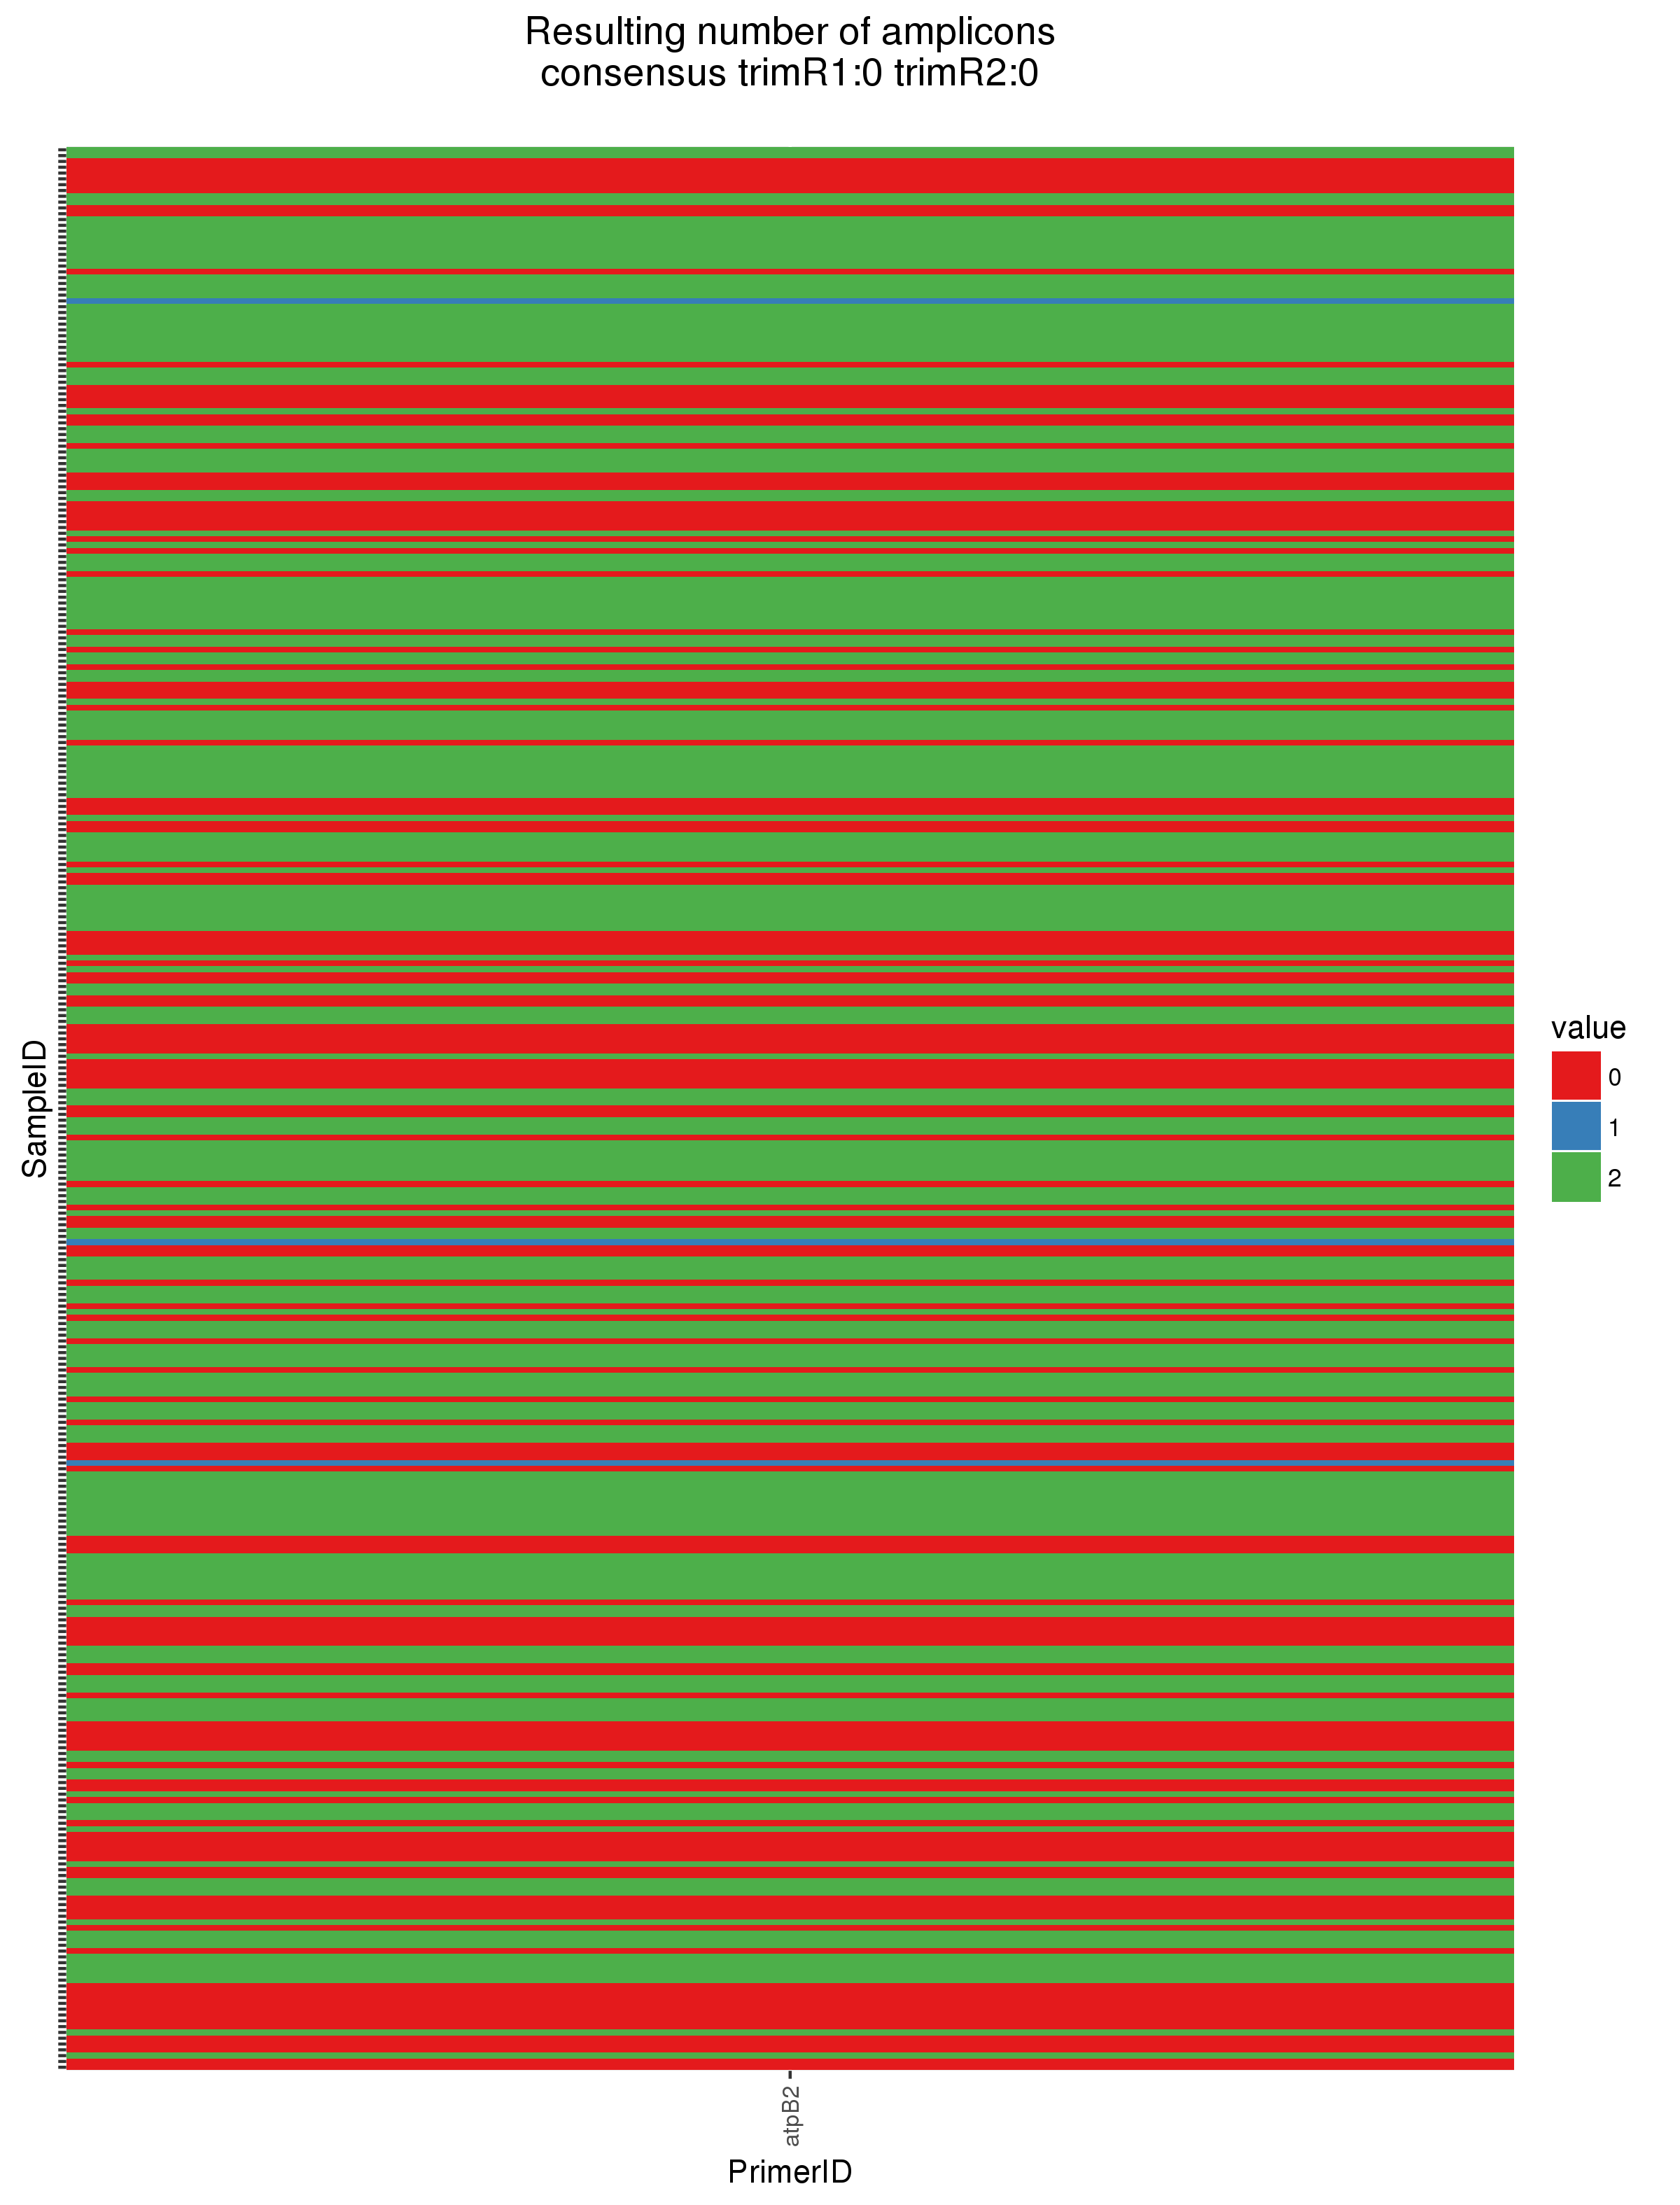 Resulting number of amplicons
consensus trimR1:0 trimR2:0
SampleID
value
0
1
2
atpB2
PrimerID